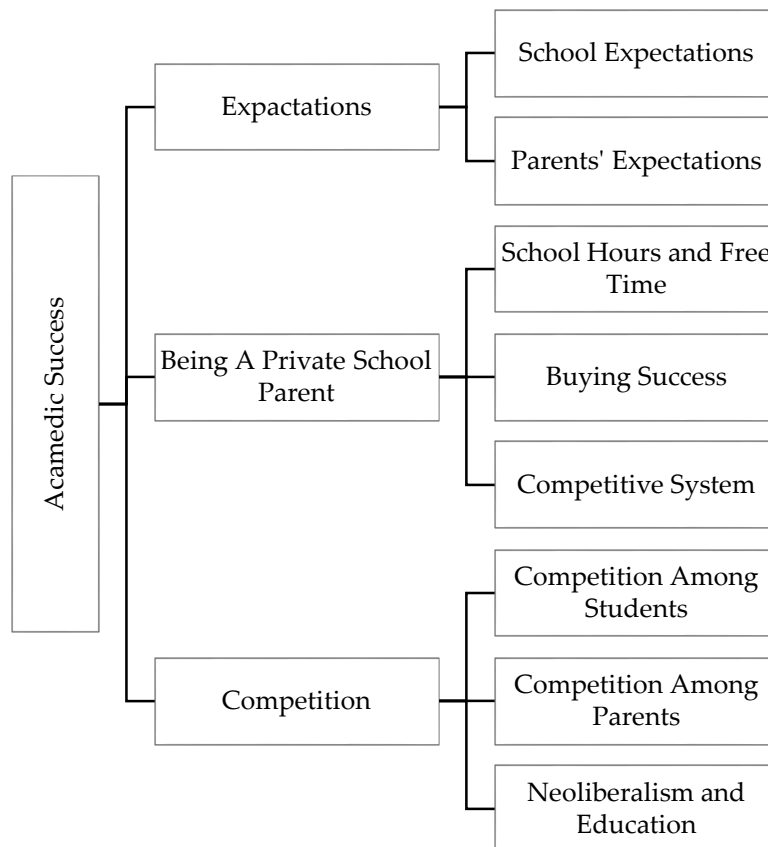 Acamedic Success
Expactations
School Expectations
Parents' Expectations
Being A Private School
Parent
School Hours and Free
Time
Buying Success
Competitive System
Competition
Competition Among
Students
Competition Among
Parents
Neoliberalism and
Education